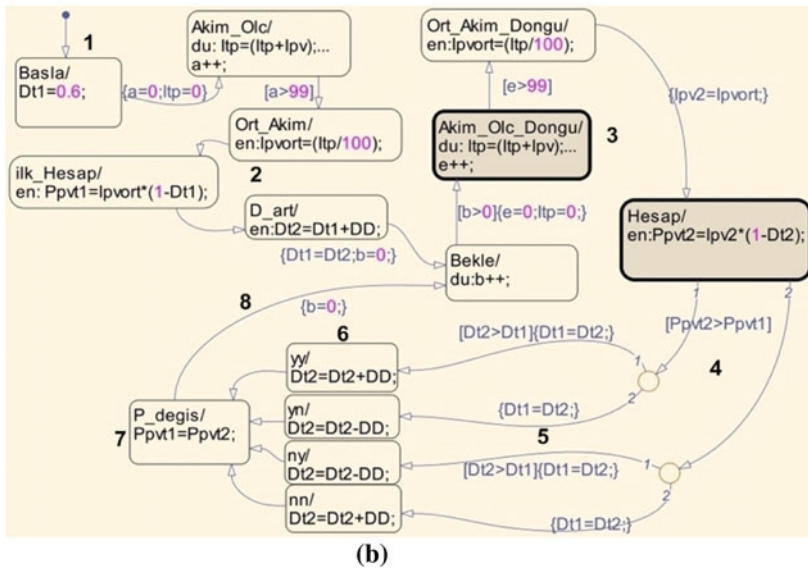 1
Basla/
Dt1=0.6;
{a=0;Itp=0}
Akim_Olc/
du: Itp=(Itp+Ipv);...
a++;
[a>99]
Ort_Akim/
en:Ipvort=(Itp/100);
2
ilk_Hesap/
en: Ppvt1=Ipvort*(1-Dt1);
D_art/
en:Dt2=Dt1+DD;
{Dt1=Dt2;b=0;}
Bekle/
du:b++;
[b>0]{e=0;Itp=0;}
Akim_Olc_Dongu/
du: Itp=(Itp+Ipv);...
e++;
3
[e>99]
Ort_Akim_Dongu/
en:Ipvort=(Itp/100);
{Ipv2=Ipvort;}
Hesap/
en:Ppvt2=Ipv2*(1-Dt2);
1
2
[Ppvt2>Ppvt1]
4
1
2
[Dt2>Dt1]{Dt1=Dt2;}
{Dt1=Dt2;}
5
1
2
[Dt2>Dt1]{Dt1=Dt2;}
{Dt1=Dt2;}
6
yy/
Dt2=Dt2+DD;
yn/
Dt2=Dt2-DD;
ny/
Dt2=Dt2-DD;
nn/
Dt2=Dt2+DD;
7
P_degis/
Ppvt1=Ppvt2;
8
{b=0;}
(b)